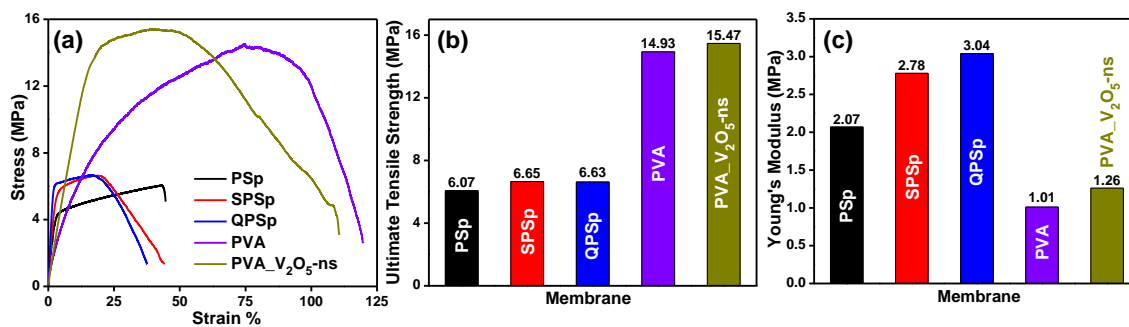 (a)
Stress (MPa)
16
12
8
4
0
0
25
50
75
100
125
Strain %
PSp
SPSp
QPSp
PVA
PVA_V₂O₅-ns
(b)
Ultimate Tensile Strength (MPa)
16
12
8
4
0
6.07
6.65
6.63
14.93
15.47
PSp
SPSp
QPSp
PVA
PVA_V₂O₅-ns
Membrane
(c)
Young's Modulus (MPa)
3.5
3.0
2.5
2.0
1.5
1.0
0.5
0.0
2.07
2.78
3.04
1.01
1.26
PSp
SPSp
QPSp
PVA
PVA_V₂O₅-ns
Membrane